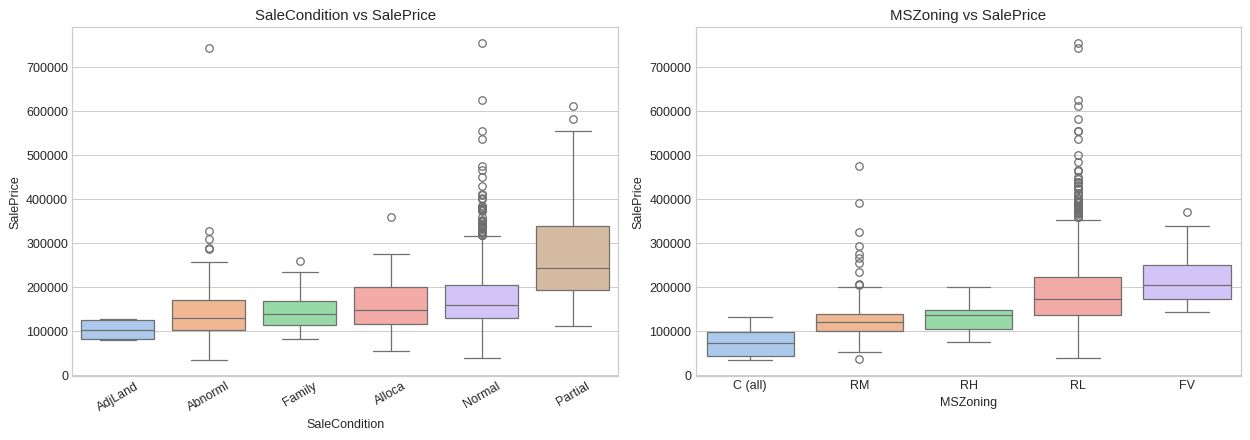 SaleCondition vs SalePrice
700000
600000
500000
400000
300000
200000
100000
0
SalePrice
AdjLand
Abnorml
Family
Alloca
Normal
Partial
SaleCondition
MSZoning vs SalePrice
700000
600000
500000
400000
300000
200000
100000
0
SalePrice
C (all)
RM
RH
RL
FV
MSZoning